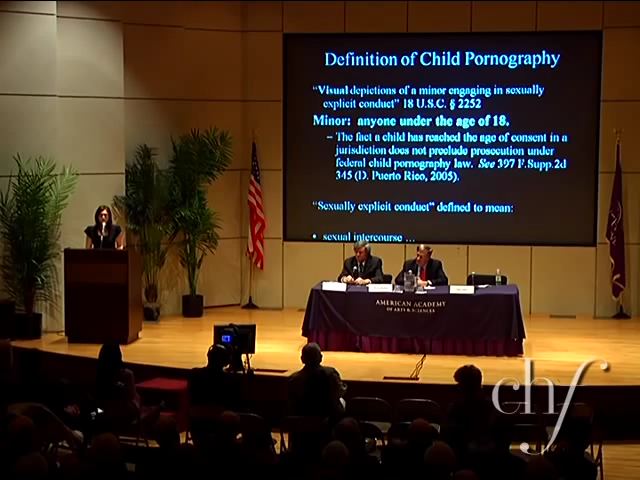 Definition of Child Pornography
“Visual depictions of a minor engaging in sexually
explicit conduct” 18 U.S.C. § 2252
Minor: anyone under the age of 18.
– The fact a child has reached the age of consent in a
jurisdiction does not preclude prosecution under
federal child pornography law. See 397 F.Supp.2d
345 (D. Puerto Rico, 2005).
“Sexually explicit conduct” defined to mean:
• sexual intercourse …
AMERICAN ACADEMY
OF ARTS & SCIENCES
chf